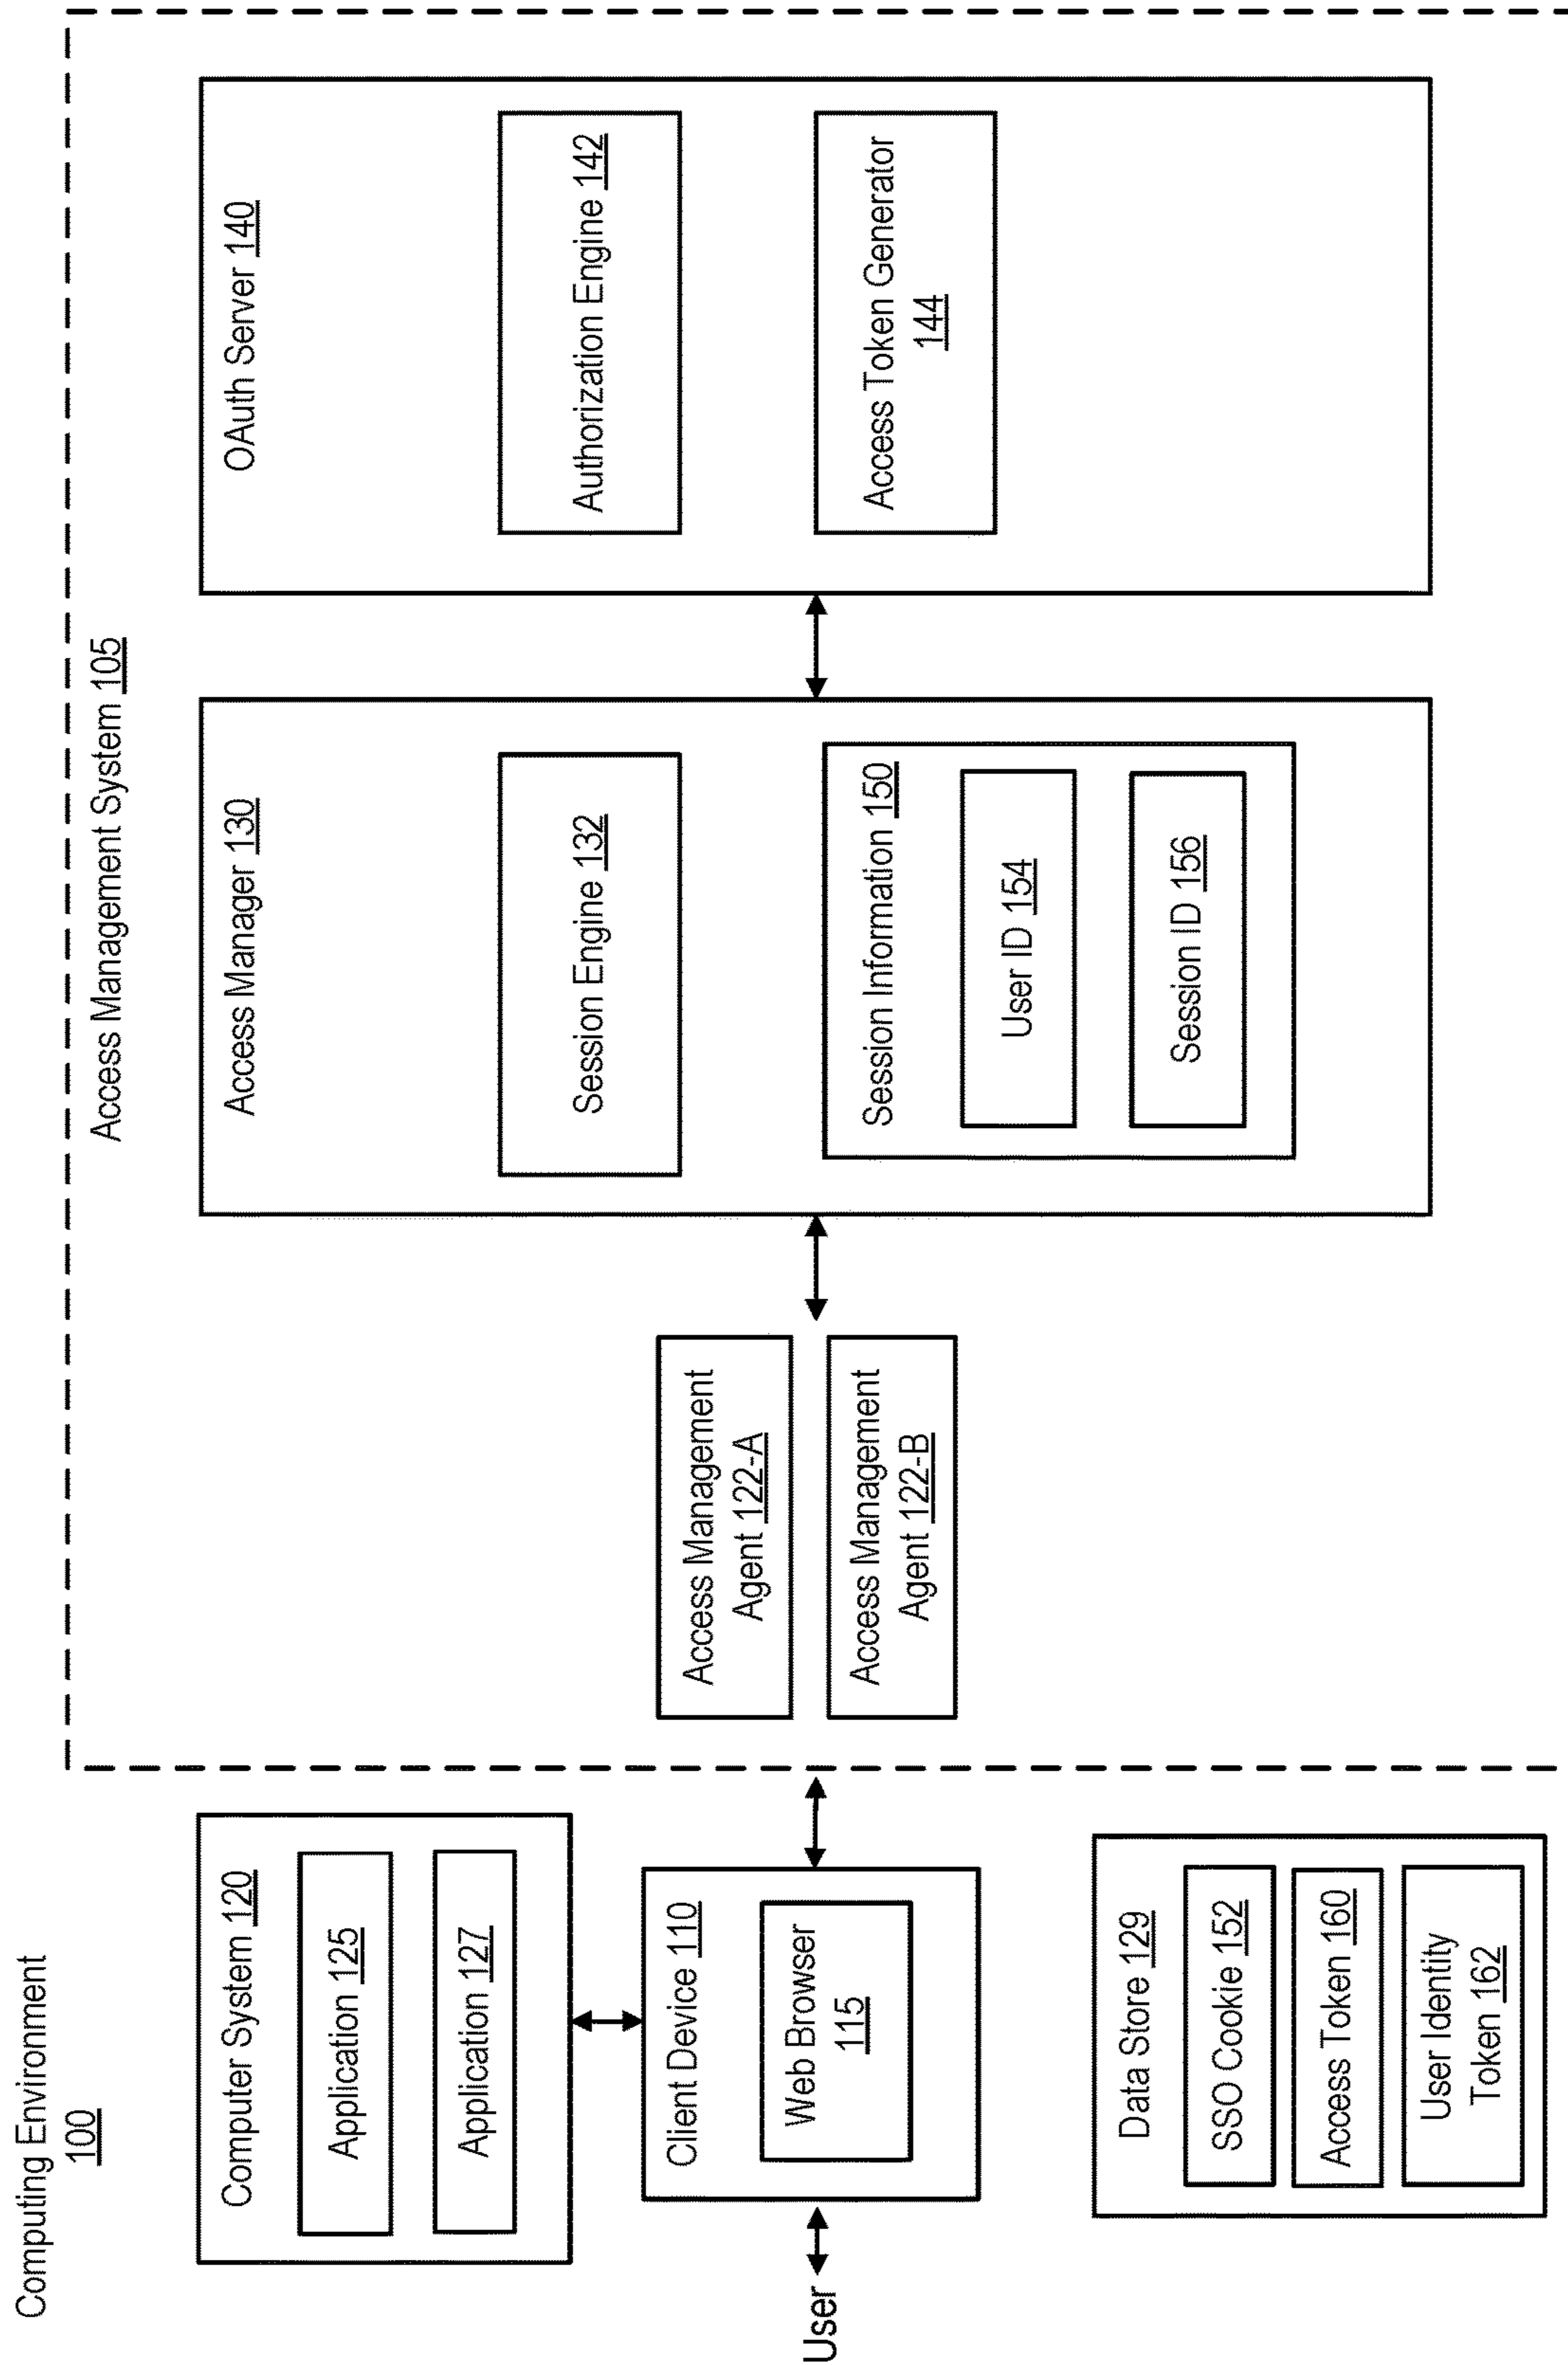 Computing Environment
100
Computer System 120
Application 125
Application 127
User
Client Device 110
Web Browser
115
Data Store 129
SSO Cookie 152
Access Token 160
User Identity
Token 162
Access Management System 105
Access Management
Agent 122-A
Access Management
Agent 122-B
Access Manager 130
Session Engine 132
Session Information 150
User ID 154
Session ID 156
OAuth Server 140
Authorization Engine 142
Access Token Generator
144